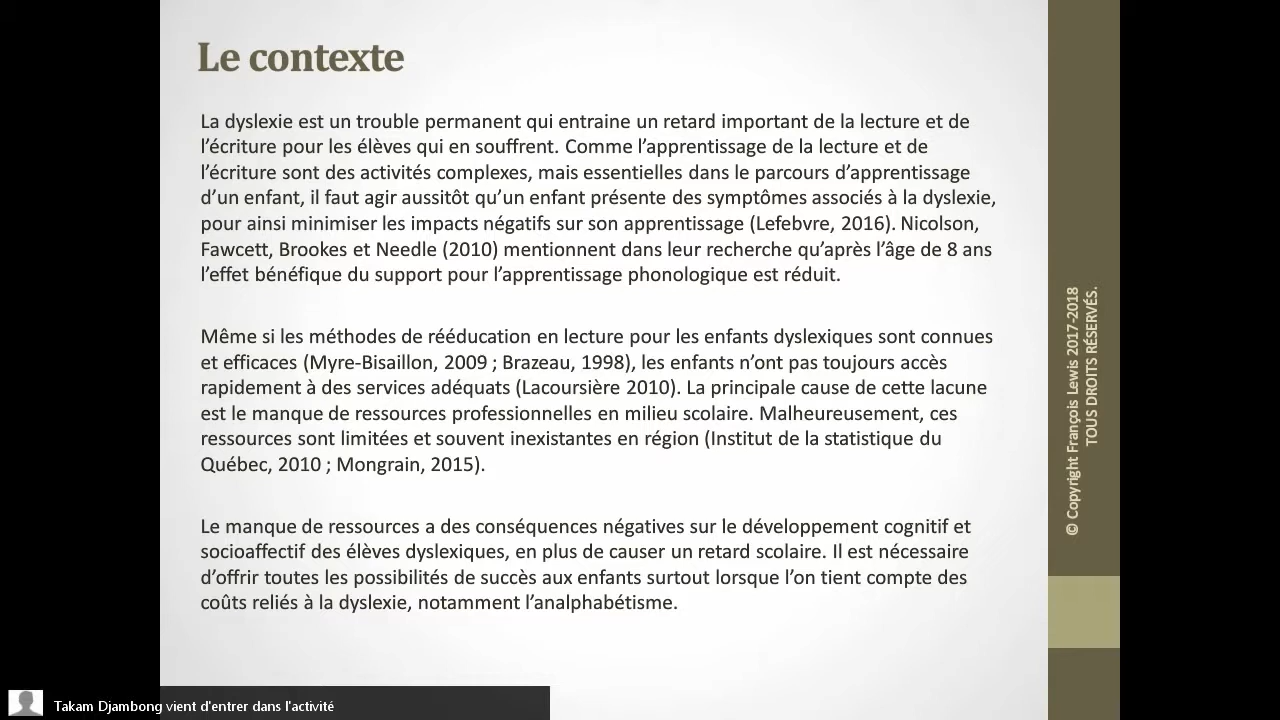 Le contexte
La dyslexie est un trouble permanent qui entraine un retard important de la lecture et de
l’écriture pour les élèves qui en souffrent. Comme l’apprentissage de la lecture et de
l’écriture sont des activités complexes, mais essentielles dans le parcours d’apprentissage
d’un enfant, il faut agir aussitôt qu’un enfant présente des symptômes associés à la dyslexie,
pour ainsi minimiser les impacts négatifs sur son apprentissage (Lefebvre, 2016). Nicolson,
Fawcett, Brookes et Needle (2010) mentionnent dans leur recherche qu’après l’âge de 8 ans
l’effet bénéfique du support pour l’apprentissage phonologique est réduit.
Même si les méthodes de rééducation en lecture pour les enfants dyslexiques sont connues
et efficaces (Myre-Bisaillon, 2009 ; Brazeau, 1998), les enfants n’ont pas toujours accès
rapidement à des services adéquats (Lacoursière 2010). La principale cause de cette lacune
est le manque de ressources professionnelles en milieu scolaire. Malheureusement, ces
ressources sont limitées et souvent inexistantes en région (Institut de la statistique du
Québec, 2010 ; Mongrain, 2015).
Le manque de ressources a des conséquences négatives sur le développement cognitif et
socioaffectif des élèves dyslexiques, en plus de causer un retard scolaire. Il est nécessaire
d’offrir toutes les possibilités de succès aux enfants surtout lorsque l’on tient compte des
coûts reliés à la dyslexie, notamment l’analphabétisme.
© Copyright François Lewis 2017-2018
TOUS DROITS RÉSERVÉS.
Takam Djambong vient d'entrer dans l'activité